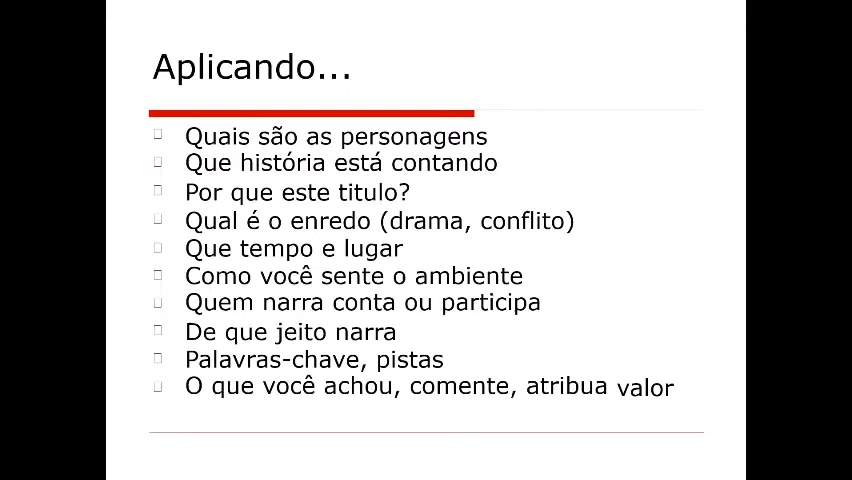 Aplicando...
Quais são as personagens
Que história está contando
Por que este titulo?
Qual é o enredo (drama, conflito)
Que tempo e lugar
Como você sente o ambiente
Quem narra conta ou participa
De que jeito narra
Palavras-chave, pistas
O que você achou, comente, atribua valor